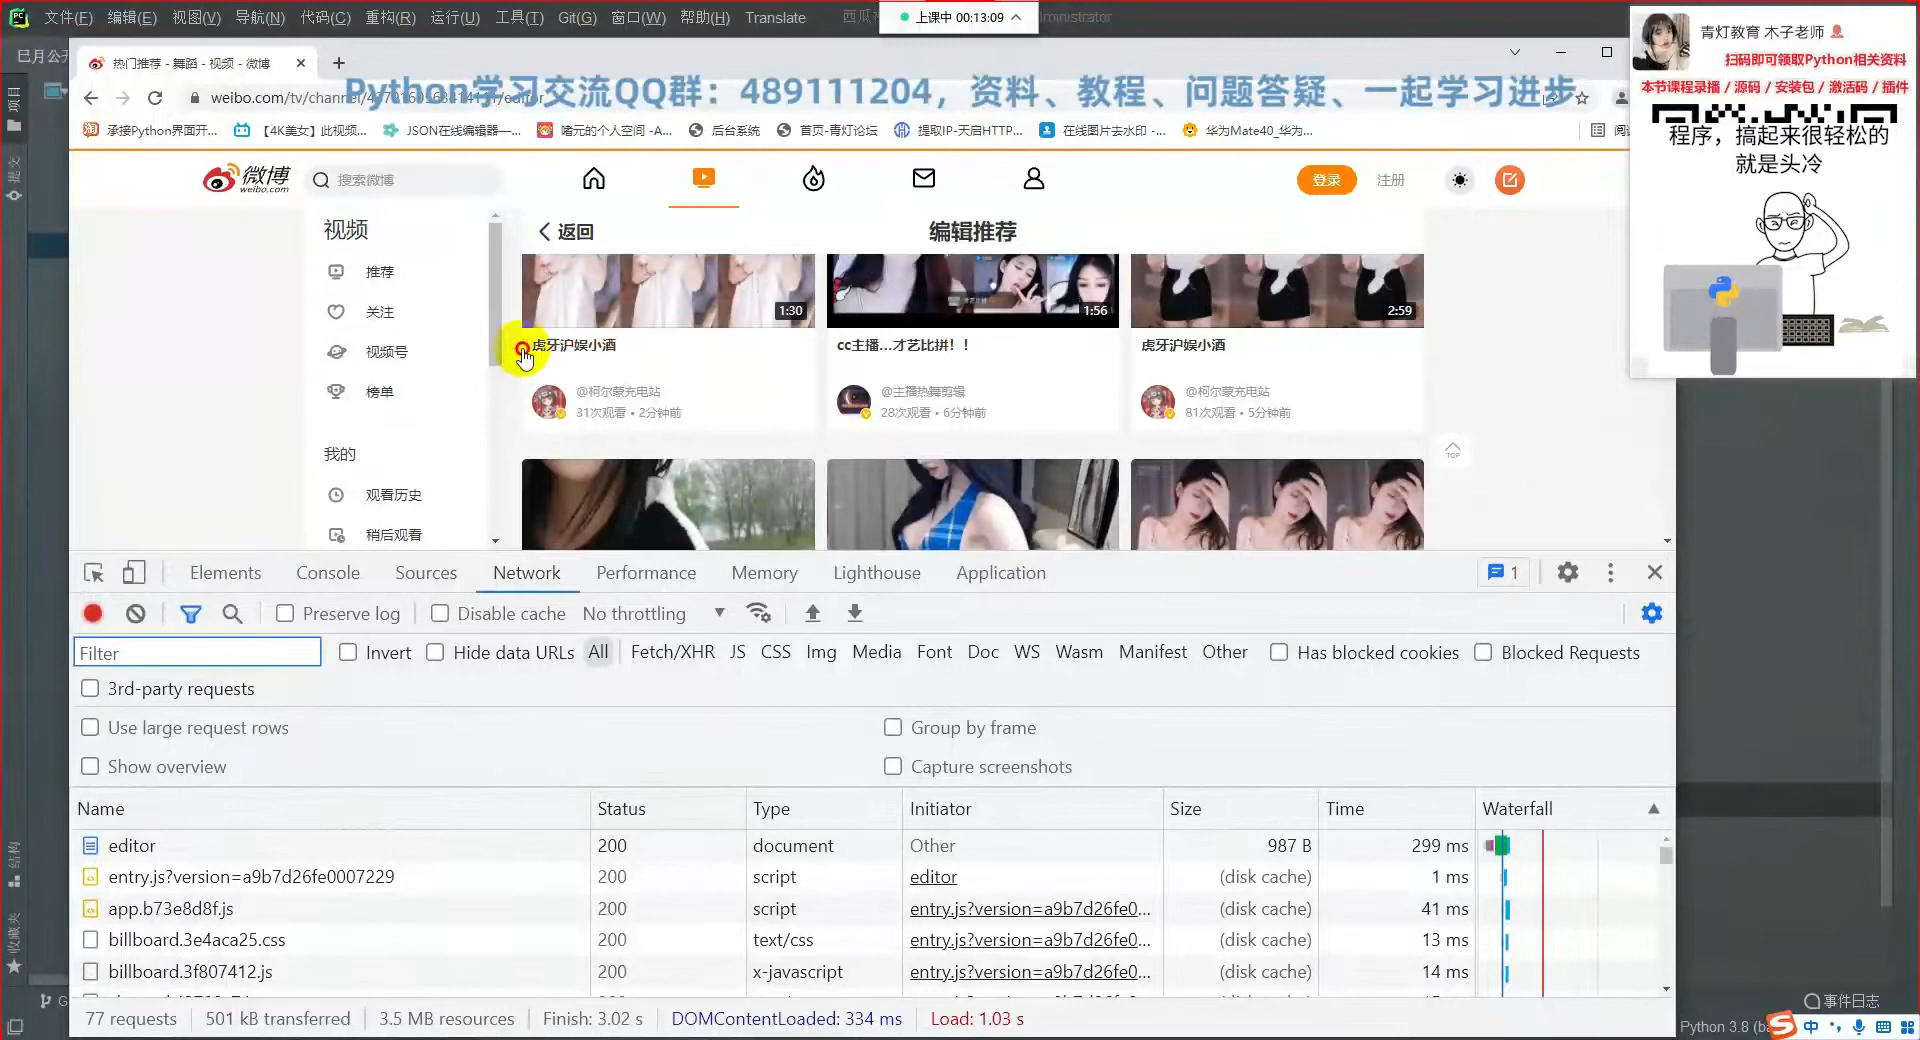 文件(F) 编辑(E) 视图(V) 导航(N) 代码(C) 重构(R) 运行(U) 工具(T) Git(G) 窗口(W) 帮助(H) Translate
上课中 00:13:09
青灯教育 木子老师
扫码即可领取Python相关资料
本节课程录播 / 源码 / 安装包 / 激活码 / 插件
程序，搞起来很轻松的
就是头冷
热门推荐 - 舞蹈 - 视频 - 微博
Python学习交流QQ群：489111204，资料、教程、问题答疑、一起学习进步
weibo.com/tv/channel/
承接Python界面开... 【4K美女】此视频... JSON在线编辑器—... 啫元的个人空间 -A... 后台系统 首页-青灯论坛 提取IP-天启HTTP... 在线图片去水印 -... 华为Mate40_华为...
项目
提交
结构
收藏夹
微博
weibo.com
搜索微博
登录
注册
视频
推荐
关注
视频号
榜单
我的
观看历史
稍后观看
返回
编辑推荐
1:30
1:56
2:59
虎牙沪娱小酒
cc主播...才艺比拼！！
虎牙沪娱小酒
@柯尔蒙充电站
31次观看 • 2分钟前
@主播热舞剪辑
28次观看 • 6分钟前
@柯尔蒙充电站
81次观看 • 5分钟前
TOP
Elements Console Sources Network Performance Memory Lighthouse Application 1
Preserve log Disable cache No throttling
Filter Invert Hide data URLs All Fetch/XHR JS CSS Img Media Font Doc WS Wasm Manifest Other Has blocked cookies Blocked Requests
3rd-party requests
Use large request rows Group by frame
Show overview Capture screenshots
Name Status Type Initiator Size Time Waterfall
editor 200 document Other 987 B 299 ms
entry.js?version=a9b7d26fe0007229 200 script editor (disk cache) 1 ms
app.b73e8d8f.js 200 script entry.js?version=a9b7d26fe0... (disk cache) 41 ms
billboard.3e4aca25.css 200 text/css entry.js?version=a9b7d26fe0... (disk cache) 13 ms
billboard.3f807412.js 200 x-javascript entry.js?version=a9b7d26fe0... (disk cache) 14 ms
77 requests 501 kB transferred 3.5 MB resources Finish: 3.02 s DOMContentLoaded: 334 ms Load: 1.03 s
事件日志
Python 3.8 (ba
中